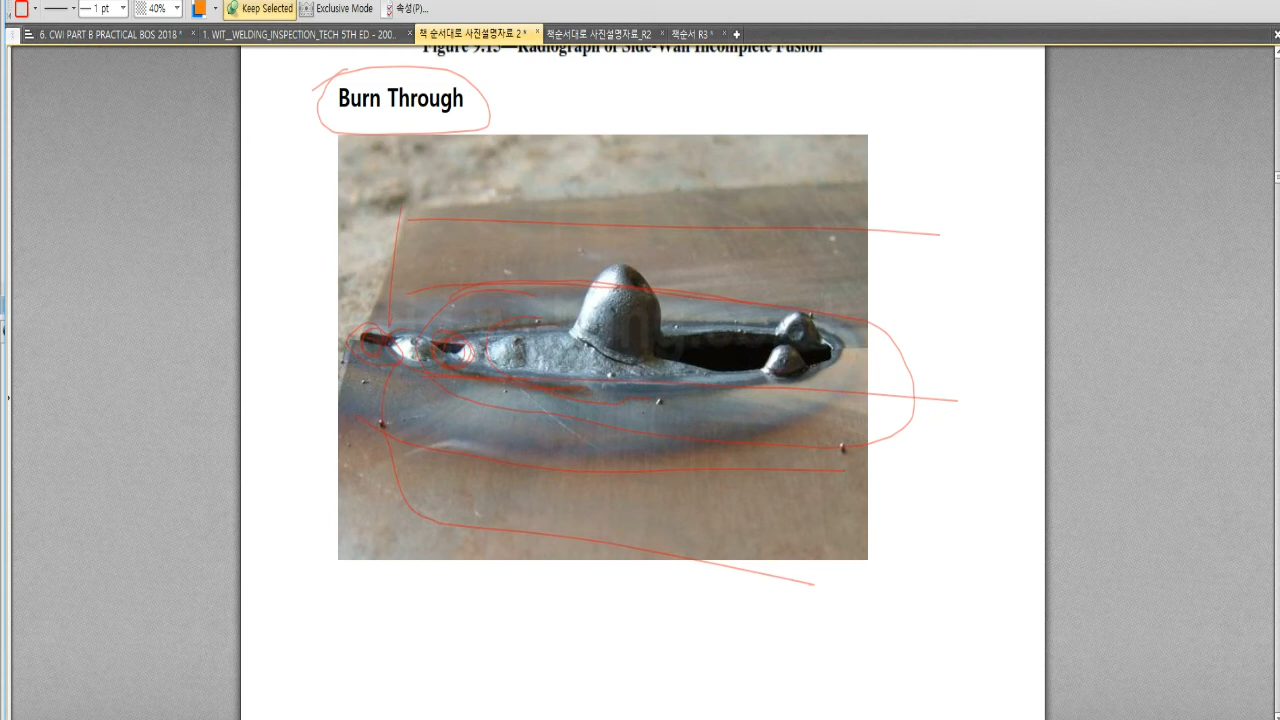 1 pt 40% Keep Selected Exclusive Mode 속성(P)...
6. CWI PART B PRACTICAL BOS 2018 * × 1. WIT_WELDING_INSPECTION_TECH 5TH ED - 200... × 책 순서대로 사진설명자료 2 * × 책순서대로 사진설명자료_R2 × 책순서 R3 * ×
Figure 9.15—Radiograph of Side-Wall Incomplete Fusion
Burn Through